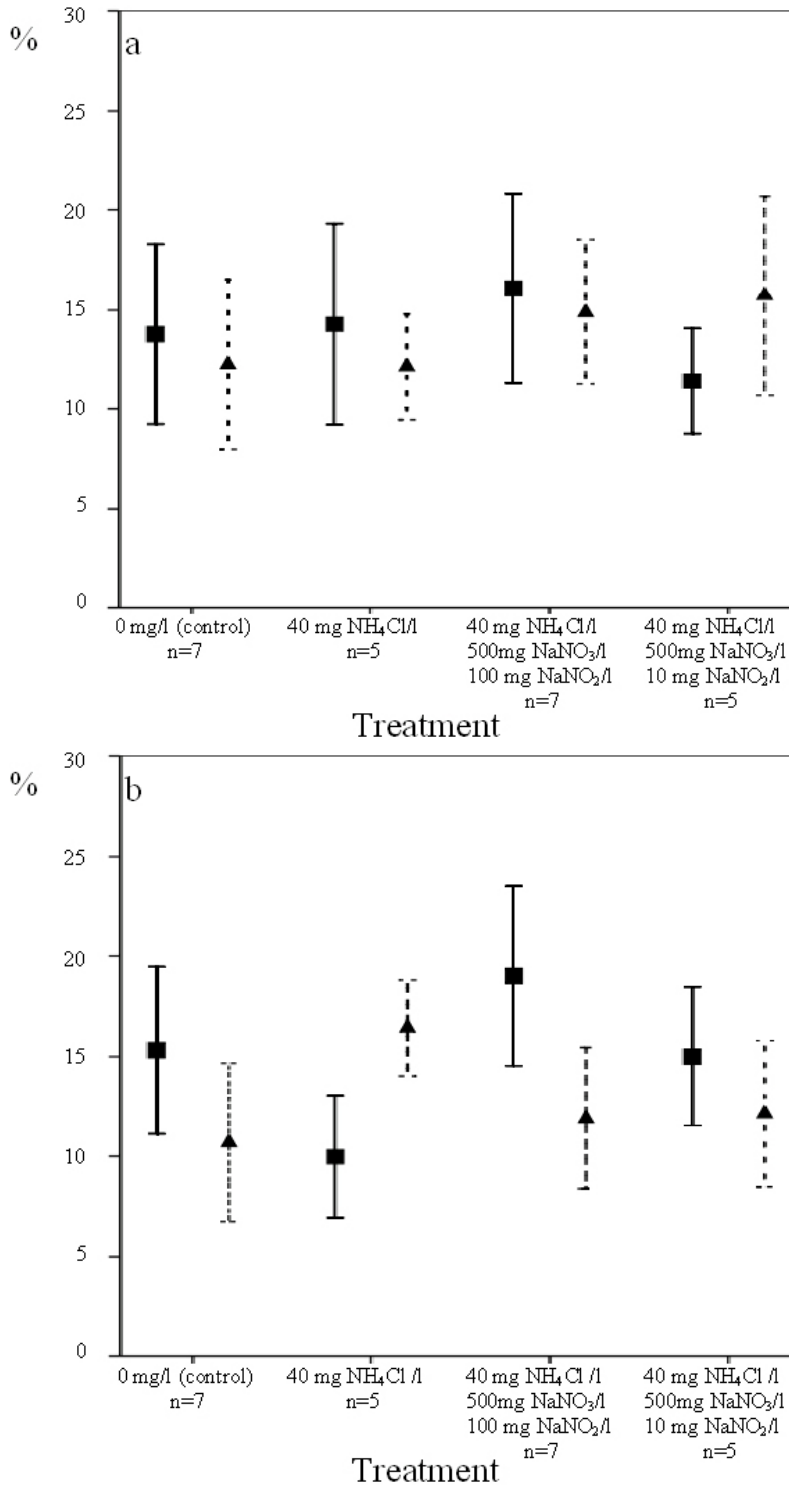 30
%
a
25
20
15
10
5
0
0 mg/l (control)
n=7
40 mg NH₄Cl/l
n=5
40 mg NH₄Cl/l
500mg NaNO₃/l
100 mg NaNO₂/l
n=7
40 mg NH₄Cl/l
500mg NaNO₃/l
10 mg NaNO₂/l
n=5
Treatment
30
%
b
25
20
15
10
5
0
0 mg/l (control)
n=7
40 mg NH₄Cl /l
n=5
40 mg NH₄Cl /l
500mg NaNO₃/l
100 mg NaNO₂/l
n=7
40 mg NH₄Cl /l
500mg NaNO₃/l
10 mg NaNO₂/l
n=5
Treatment